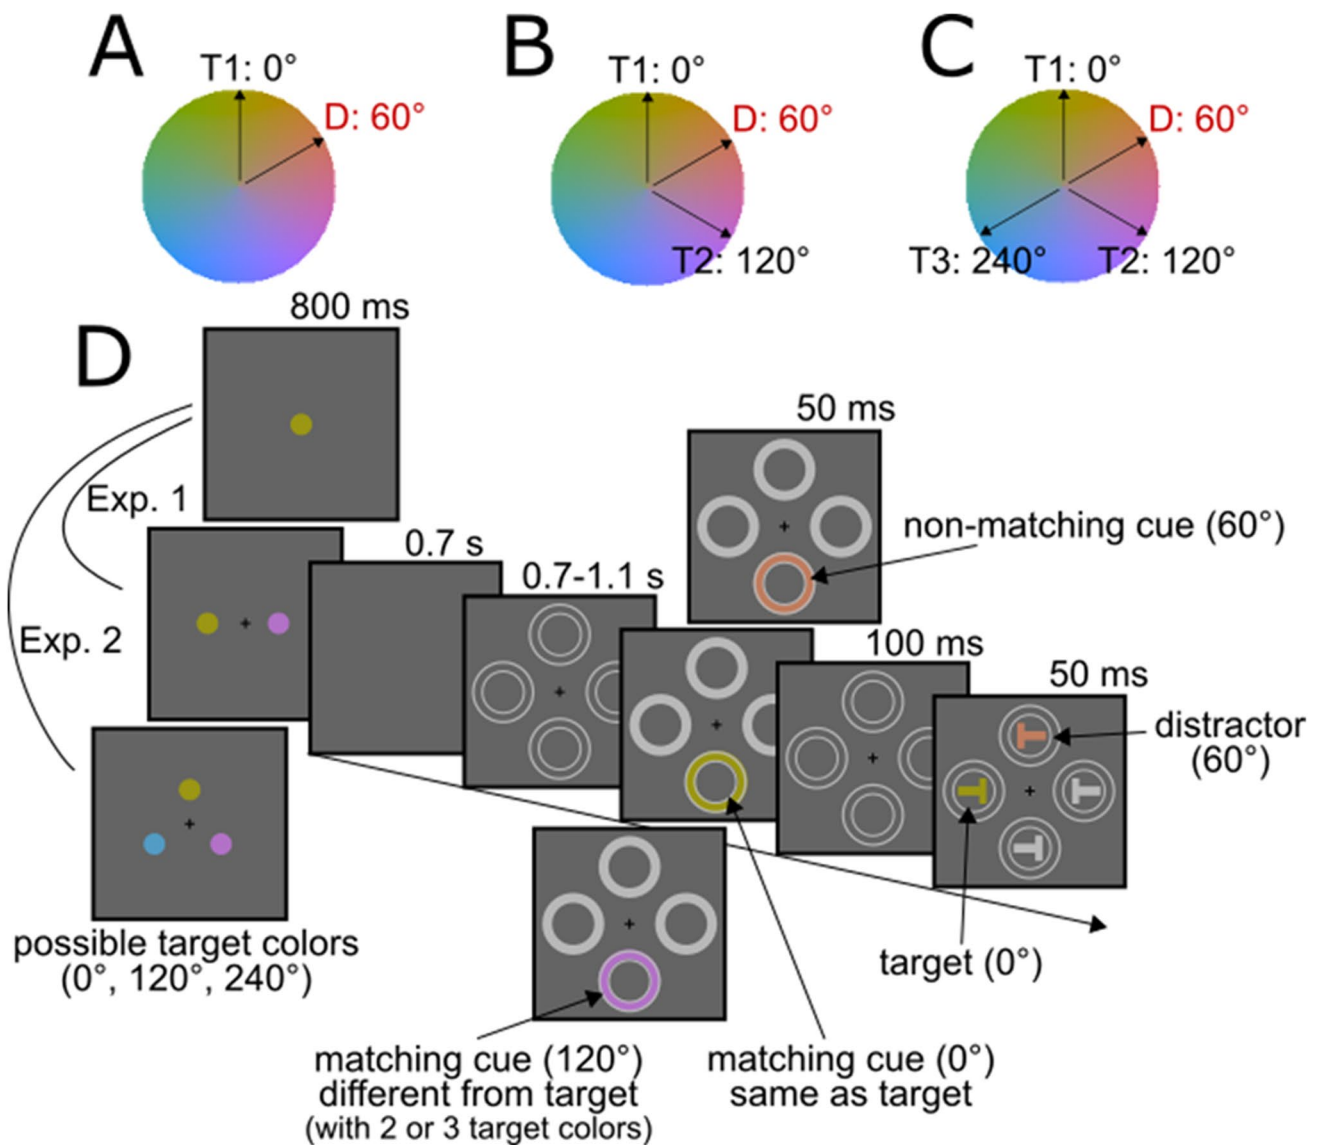 A
B
C
T1: 0°
T1: 0°
T1: 0°
D: 60°
D: 60°
D: 60°
T2: 120°
T3: 240°
T2: 120°
D
800 ms
50 ms
Exp. 1
non-matching cue (60°)
0.7 s
0.7-1.1 s
Exp. 2
100 ms
50 ms
distractor
(60°)
possible target colors
(0°, 120°, 240°)
target (0°)
matching cue (120°)
different from target
(with 2 or 3 target colors)
matching cue (0°)
same as target